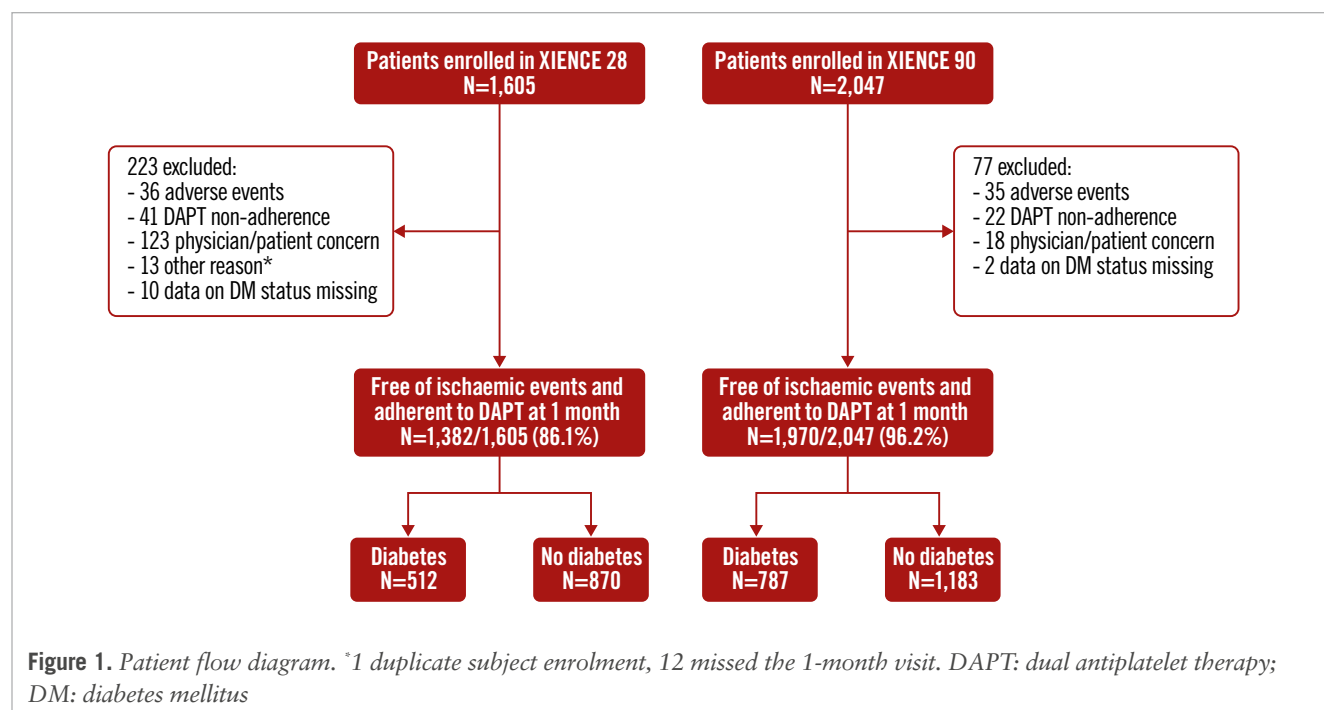 Patients enrolled in XIENCE 28
N=1,605
Patients enrolled in XIENCE 90
N=2,047
223 excluded:
- 36 adverse events
- 41 DAPT non-adherence
- 123 physician/patient concern
- 13 other reason*
- 10 data on DM status missing
77 excluded:
- 35 adverse events
- 22 DAPT non-adherence
- 18 physician/patient concern
- 2 data on DM status missing
Free of ischaemic events and
adherent to DAPT at 1 month
N=1,382/1,605 (86.1%)
Free of ischaemic events and
adherent to DAPT at 1 month
N=1,970/2,047 (96.2%)
Diabetes
N=512
No diabetes
N=870
Diabetes
N=787
No diabetes
N=1,183
Figure 1. Patient flow diagram. *1 duplicate subject enrolment, 12 missed the 1-month visit. DAPT: dual antiplatelet therapy;
DM: diabetes mellitus